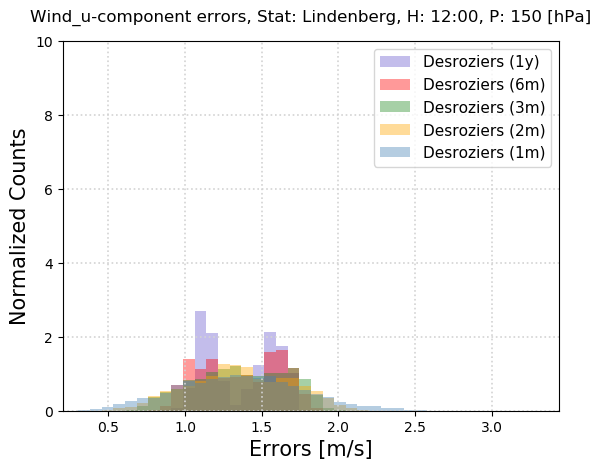 Wind_u-component errors, Stat: Lindenberg, H: 12:00, P: 150 [hPa]
10
8
6
4
2
0
Normalized Counts
Desroziers (1y)
Desroziers (6m)
Desroziers (3m)
Desroziers (2m)
Desroziers (1m)
0.5 1.0 1.5 2.0 2.5 3.0
Errors [m/s]